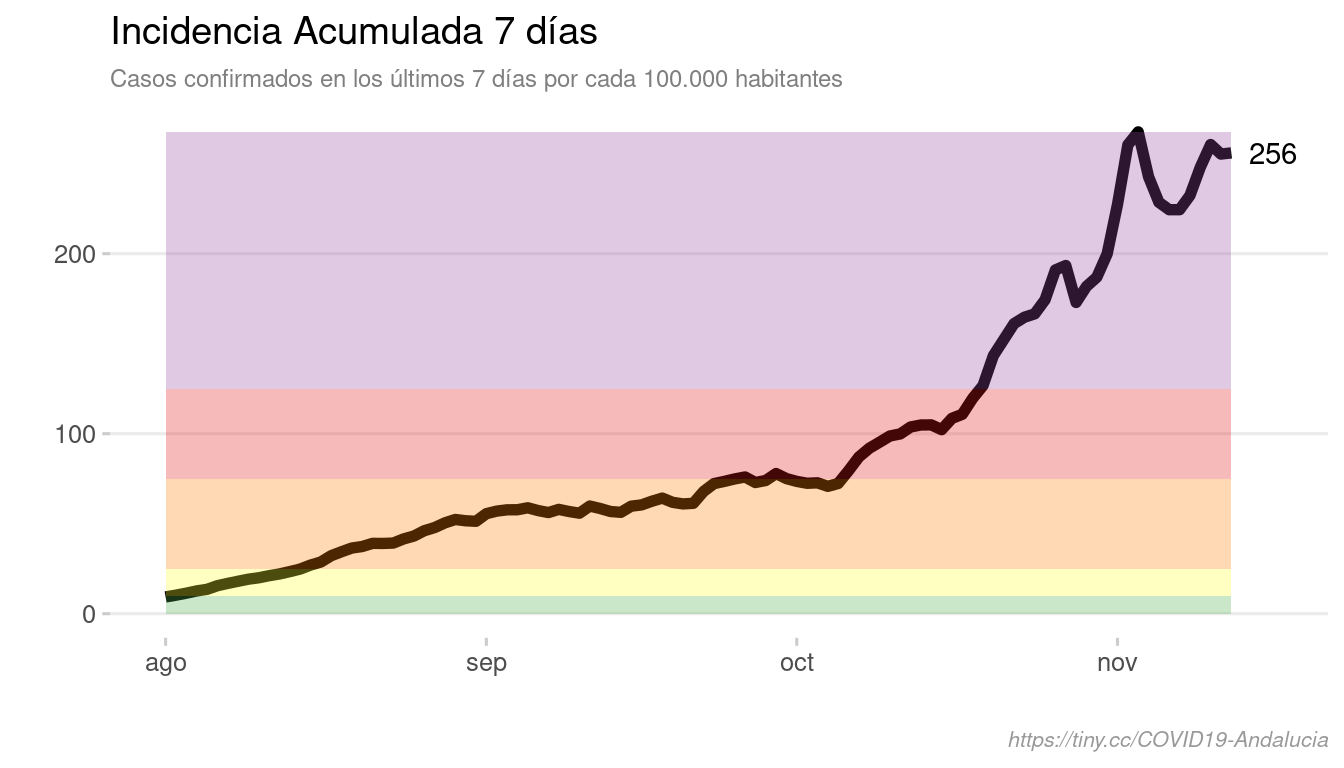 Incidencia Acumulada 7 días
Casos confirmados en los últimos 7 días por cada 100.000 habitantes
256
200
100
0
ago sep oct nov
https://tiny.cc/COVID19-Andalucia